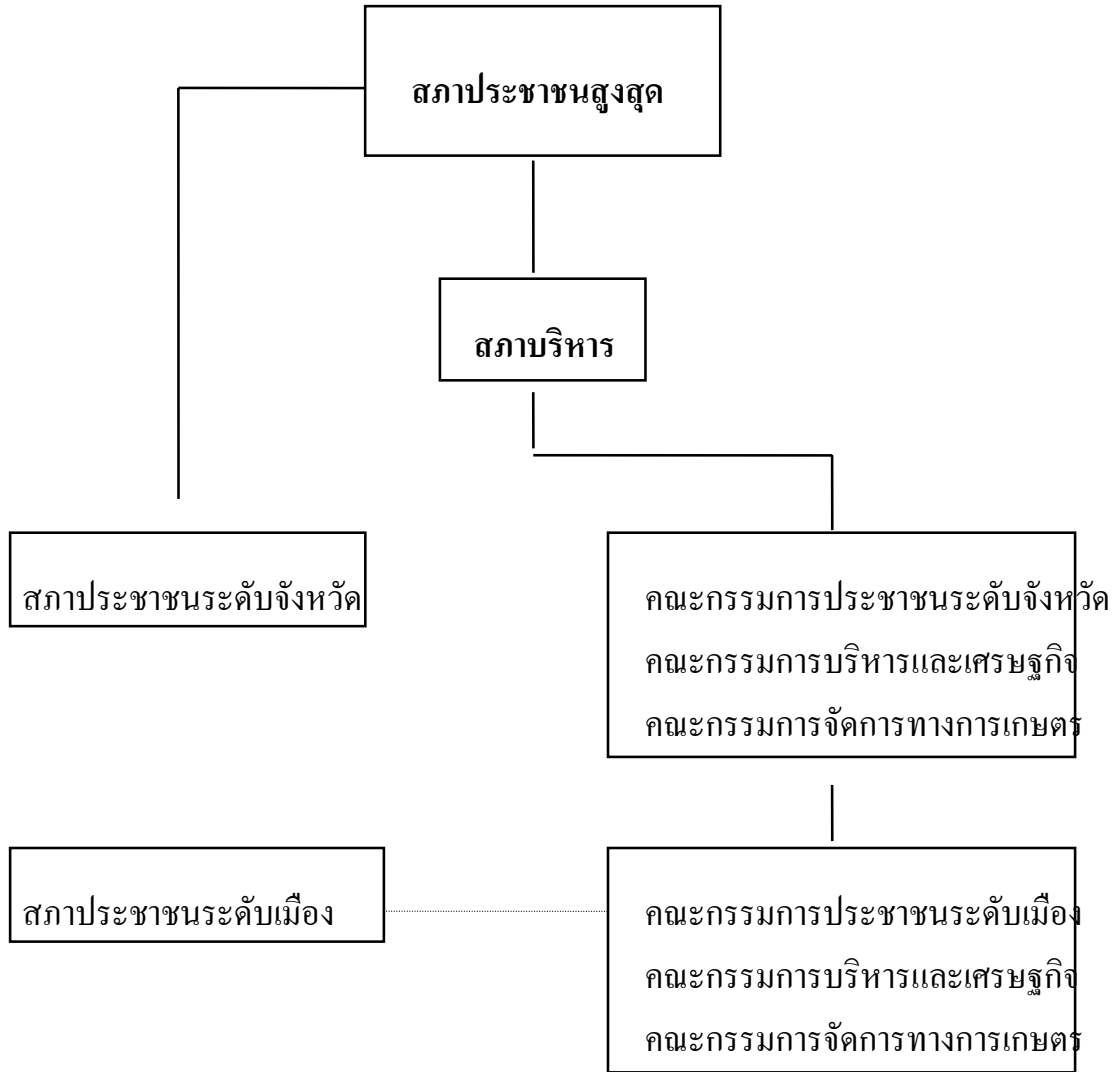 สภาประชาชนสูงสุด
สภาบริหาร
สภาประชาชนระดับจังหวัด
คณะกรรมการประชาชนระดับจังหวัด
คณะกรรมการบริหารและเศรษฐกิจ
คณะกรรมการจัดการทางการเกษตร
สภาประชาชนระดับเมือง
คณะกรรมการประชาชนระดับเมือง
คณะกรรมการบริหารและเศรษฐกิจ
คณะกรรมการจัดการทางการเกษตร